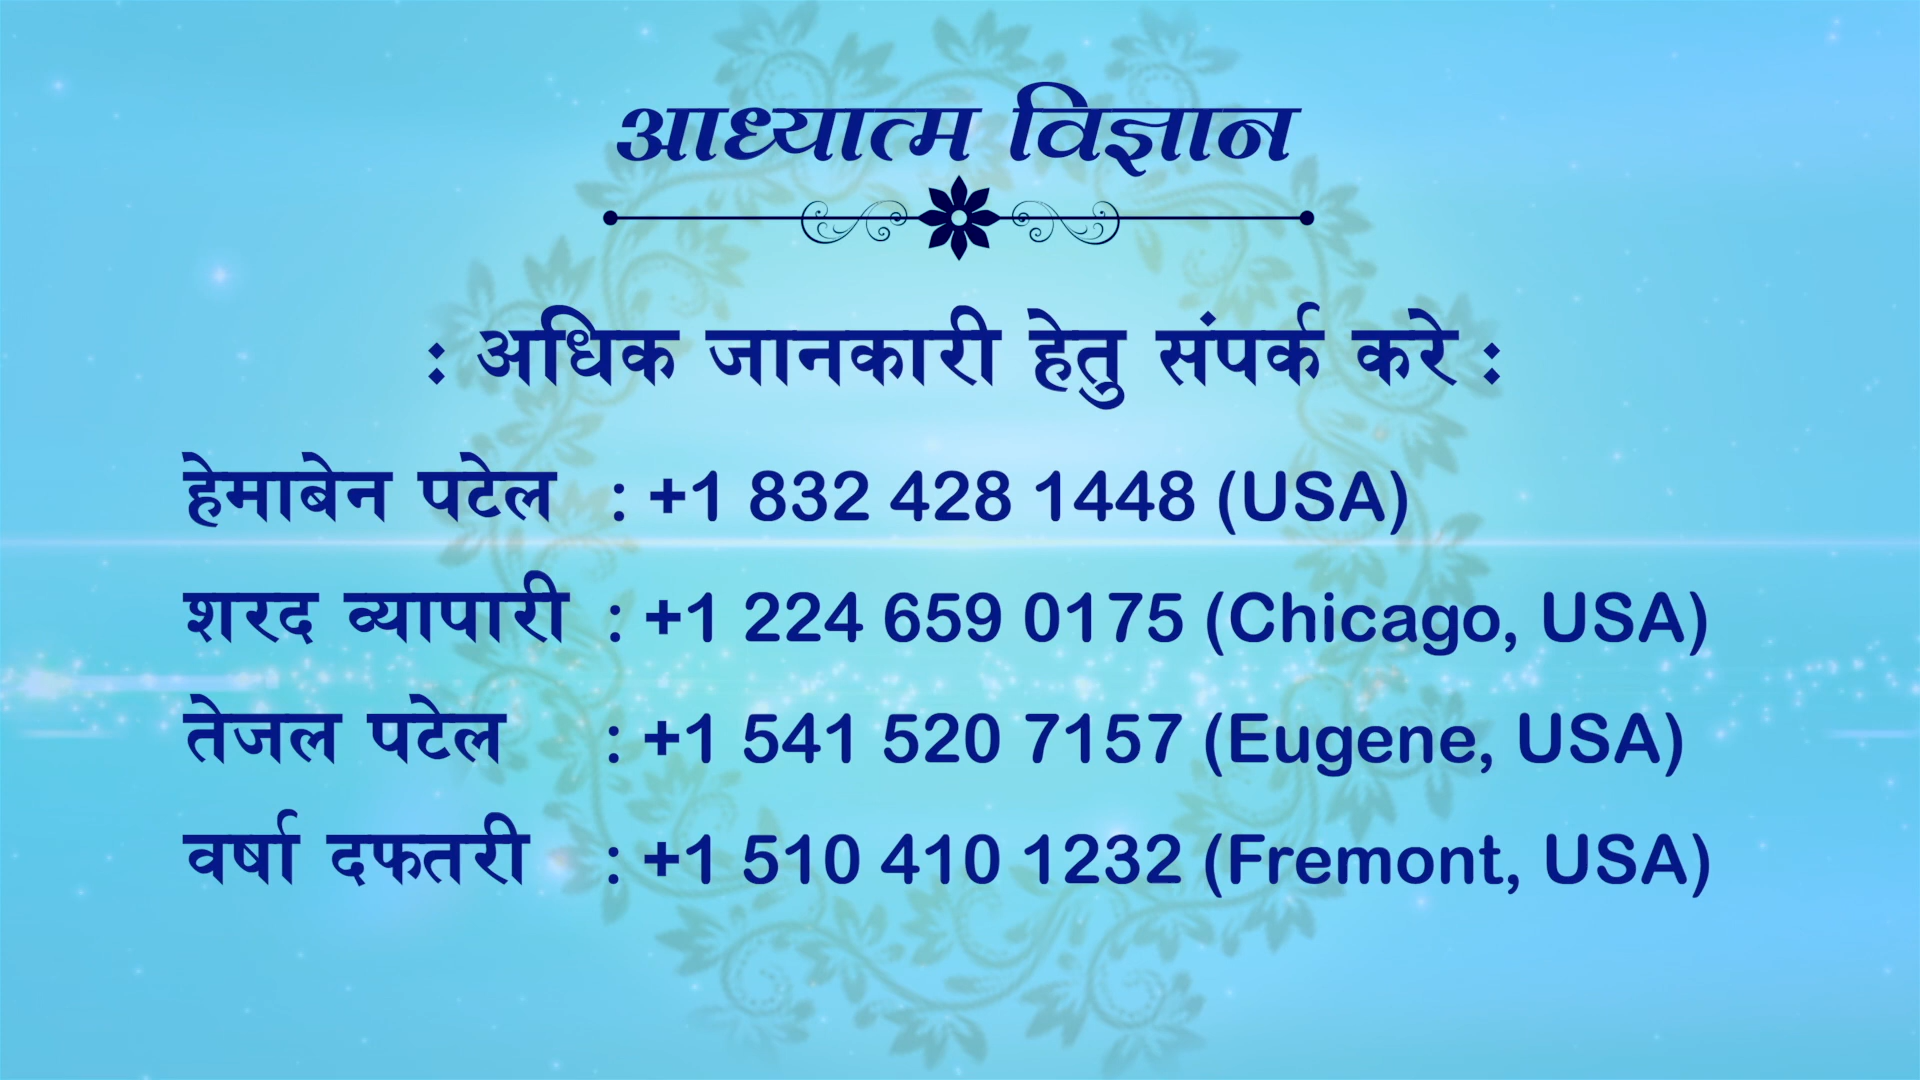 आध्यात्म विज्ञान
: अधिक जानकारी हेतु संपर्क करे :
हेमाबेन पटेल : +1 832 428 1448 (USA)
शरद व्यापारी : +1 224 659 0175 (Chicago, USA)
तेजल पटेल : +1 541 520 7157 (Eugene, USA)
वर्षा दफतरी : +1 510 410 1232 (Fremont, USA)